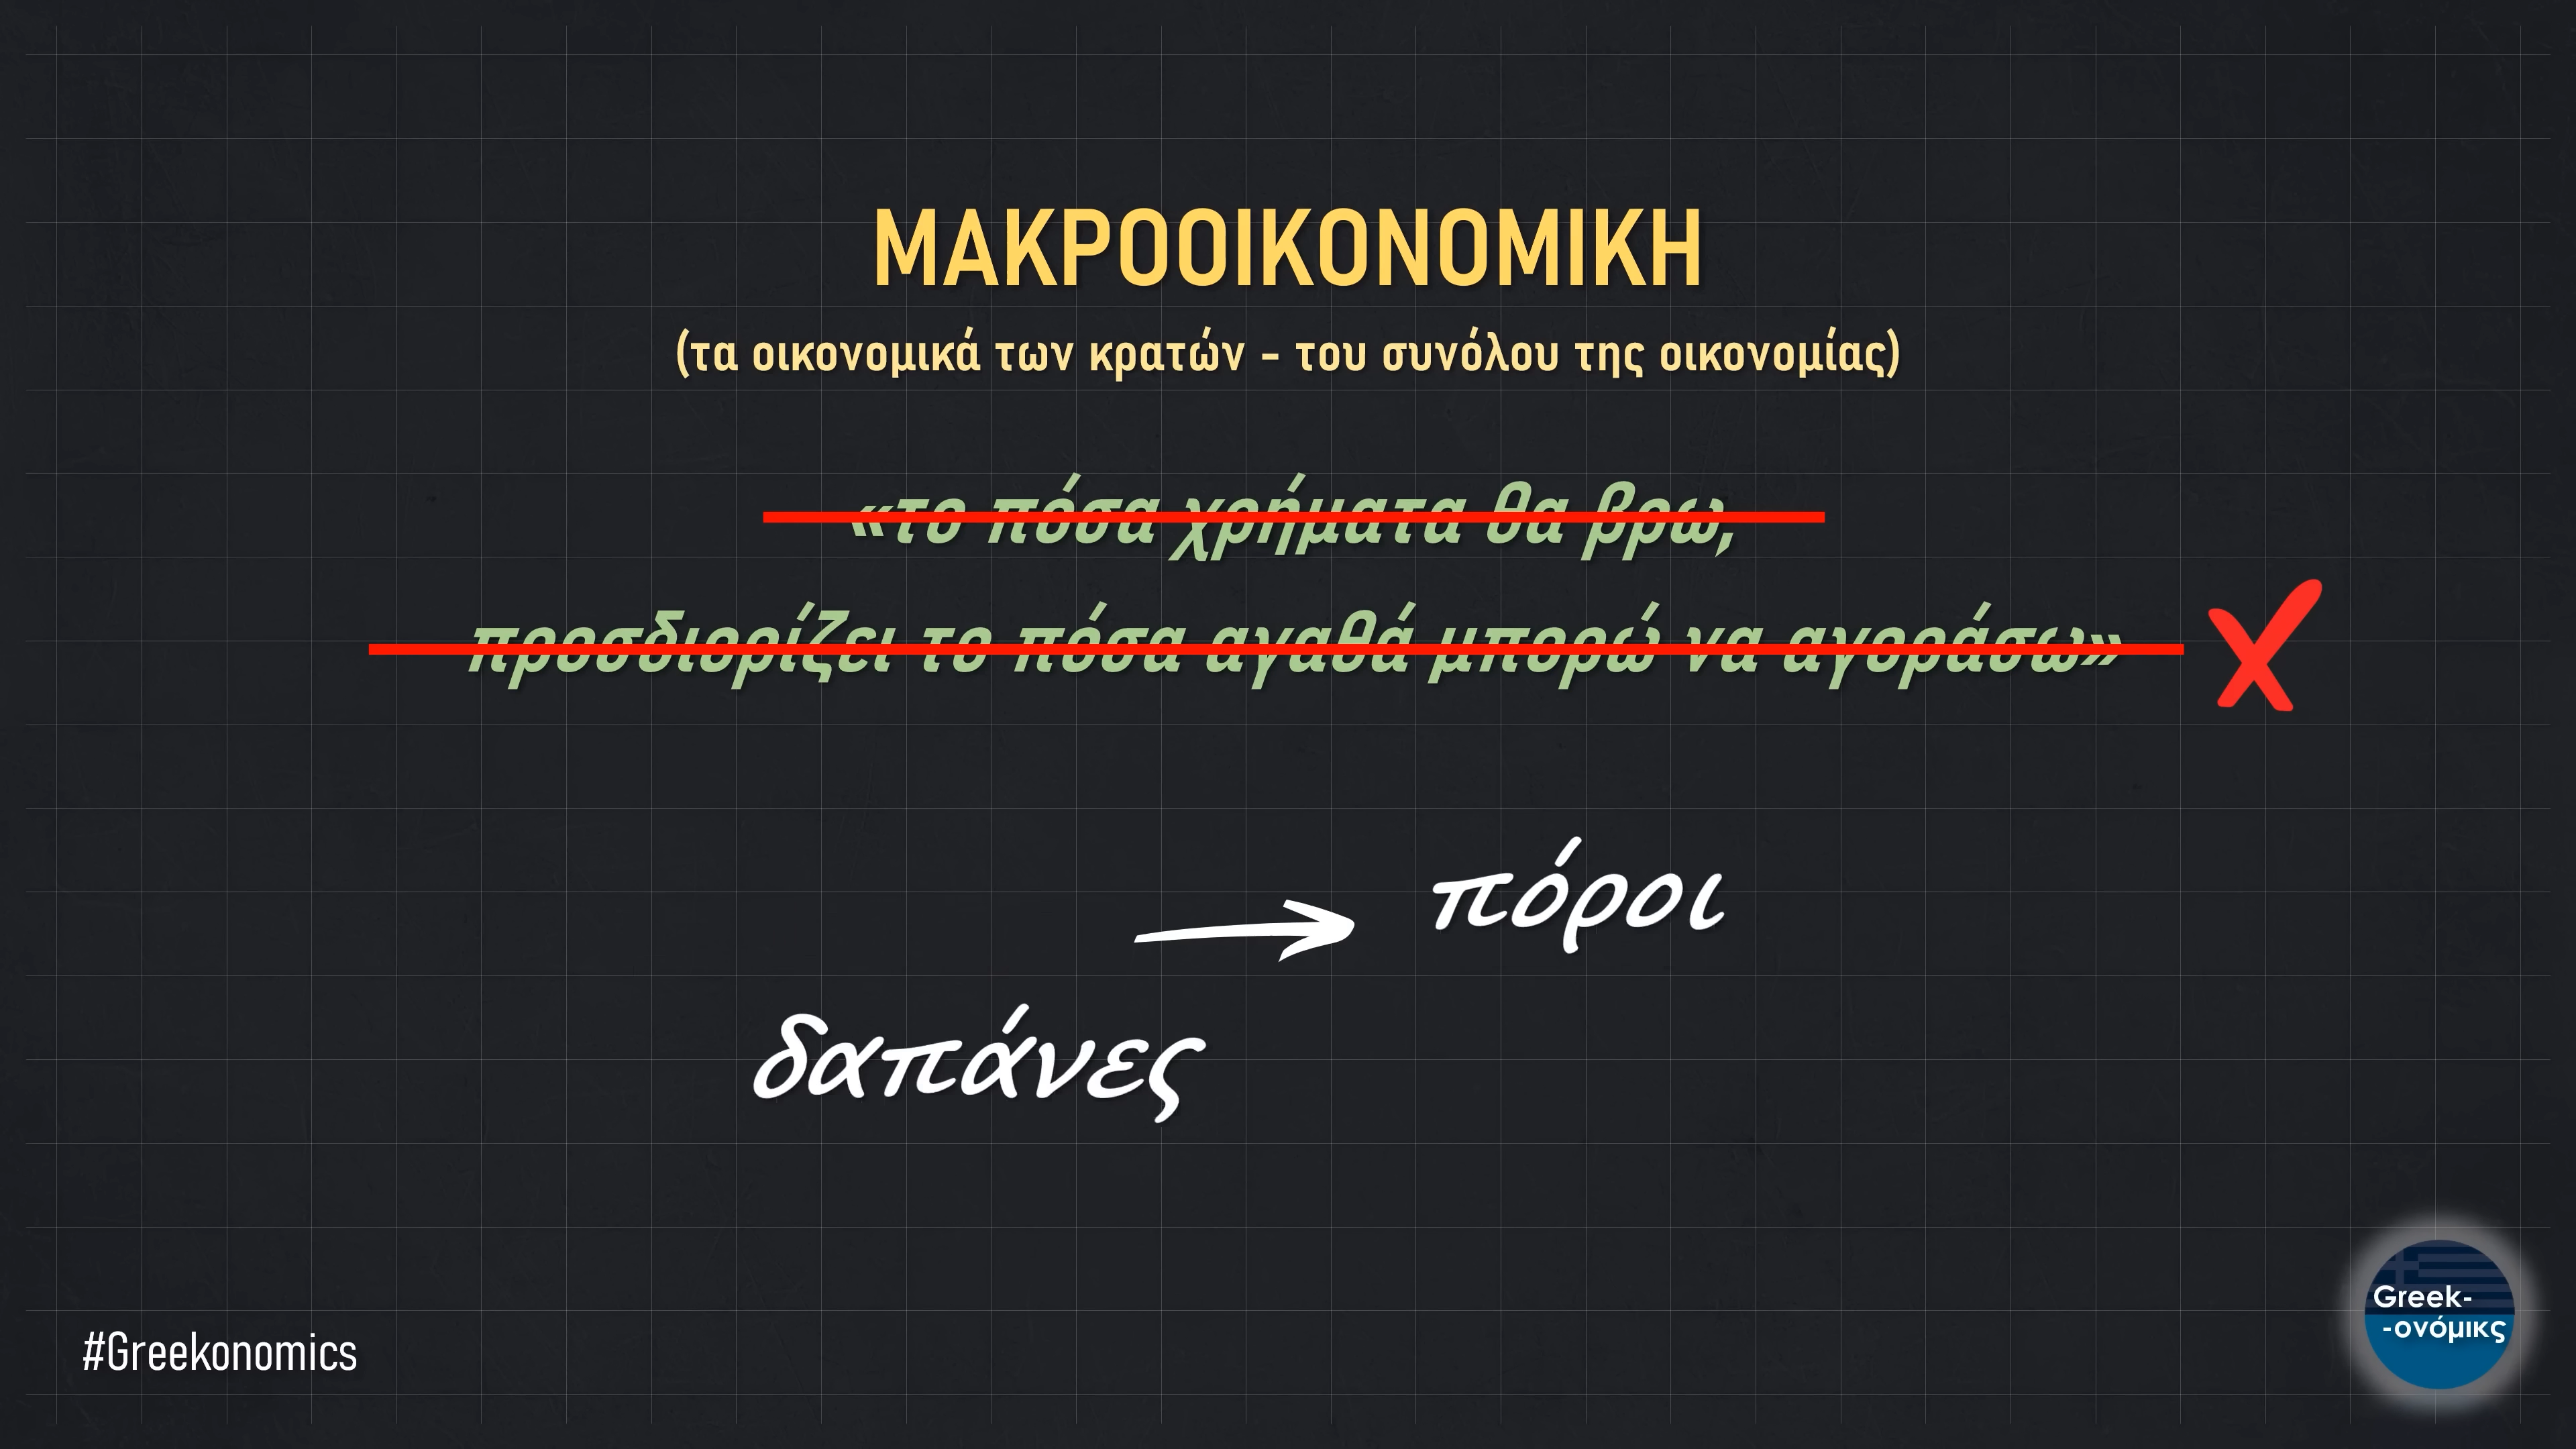 ΜΑΚΡΟΟΙΚΟΝΟΜΙΚΗ
(τα οικονομικά των κρατών - του συνόλου της οικονομίας)
«το πόσα χρήματα θα βρω,
προσδιορίζει το πόσα αγαθά μπορώ να αγοράσω»
πόροι
δαπάνες
#Greekonomics
Greek-
-ονόμικς